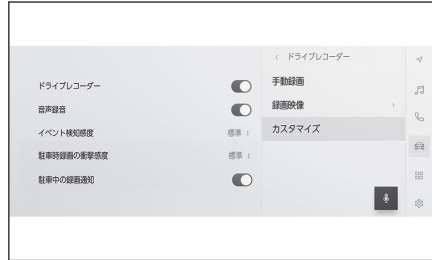 ドライブレコーダー
音声録音
イベント検知感度 標準
駐車時録画の衝撃感度 標準
駐車中の録画通知
< ドライブレコーダー
手動録画
録画映像 >
カスタマイズ